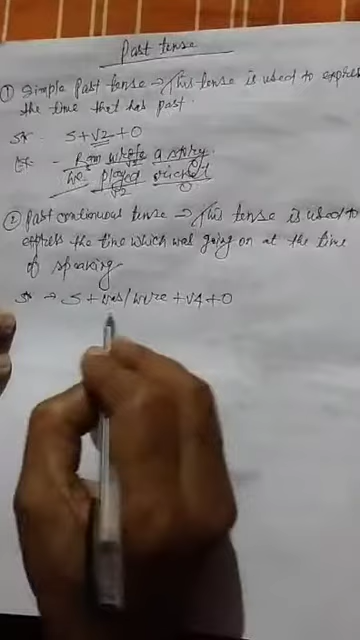 Past tense
① Simple Past tense → This tense is used to express
the time that has past.
St - S+V2+O
Ex - Ram wrote a story.
V2 O
We played cricket
V2 O
② Past continuous tense → This tense is used to
express the time which was going on at the time
of speaking
St → S + was/were + V4 + O